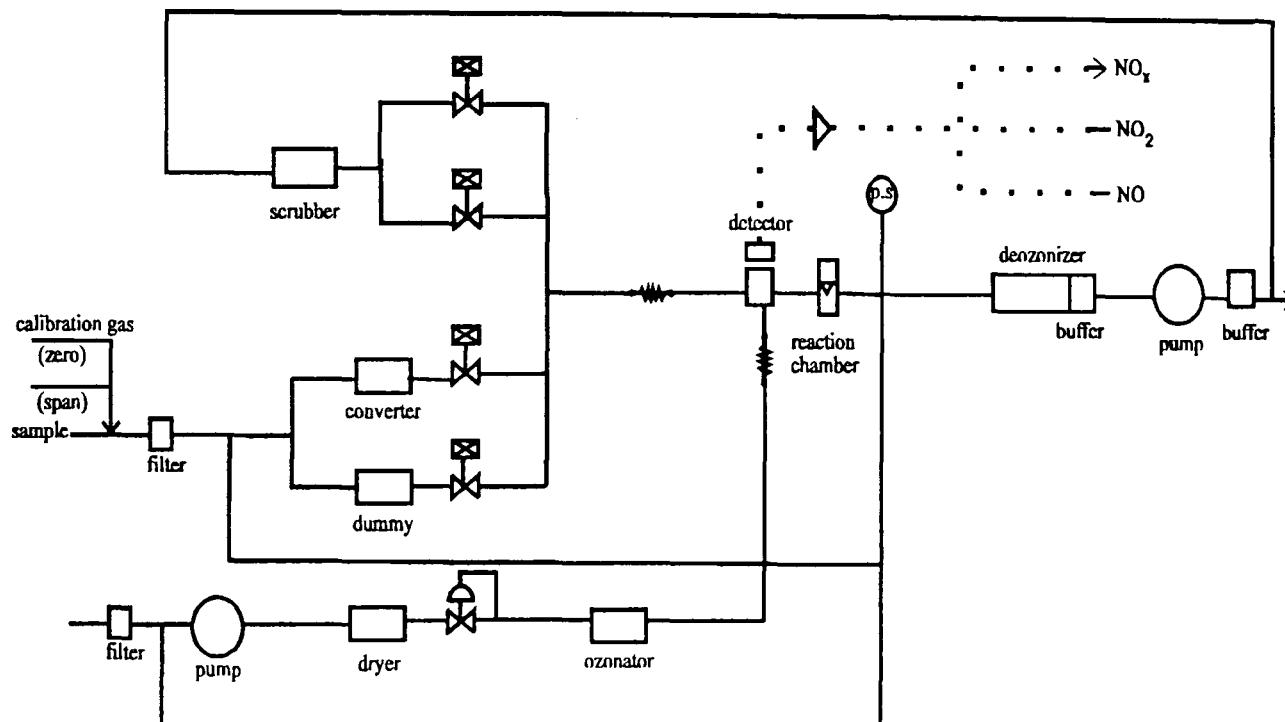 NOₓ
NO₂
NO
p.s
scrubber
detector
deozonizer
calibration gas
(zero)
(span)
sample
filter
converter
dummy
reaction
chamber
buffer
pump
buffer
filter
pump
dryer
ozonator